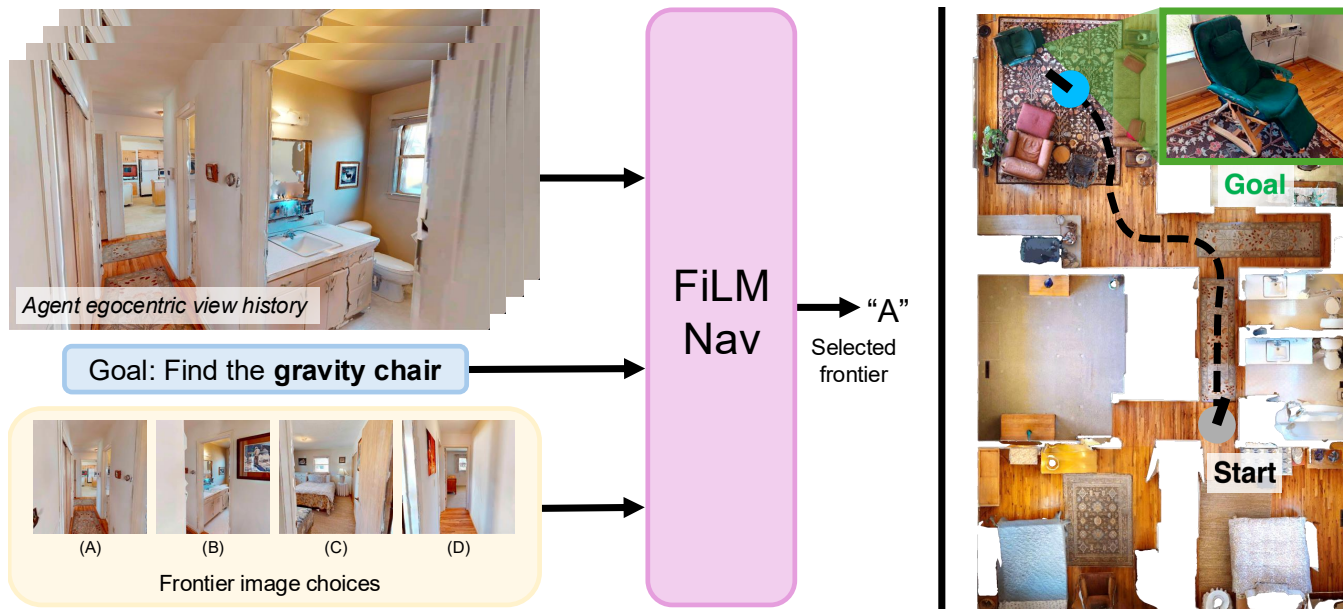 Agent egocentric view history
Goal: Find the gravity chair
(A)
(B)
(C)
(D)
Frontier image choices
FiLM
Nav
“A”
Selected
frontier
Goal
Start